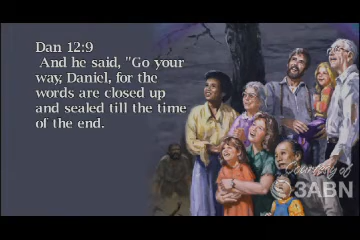 Dan 12:9
And he said, "Go your
way, Daniel, for the
words are closed up
and sealed till the time
of the end.
Courtesy of
3ABN